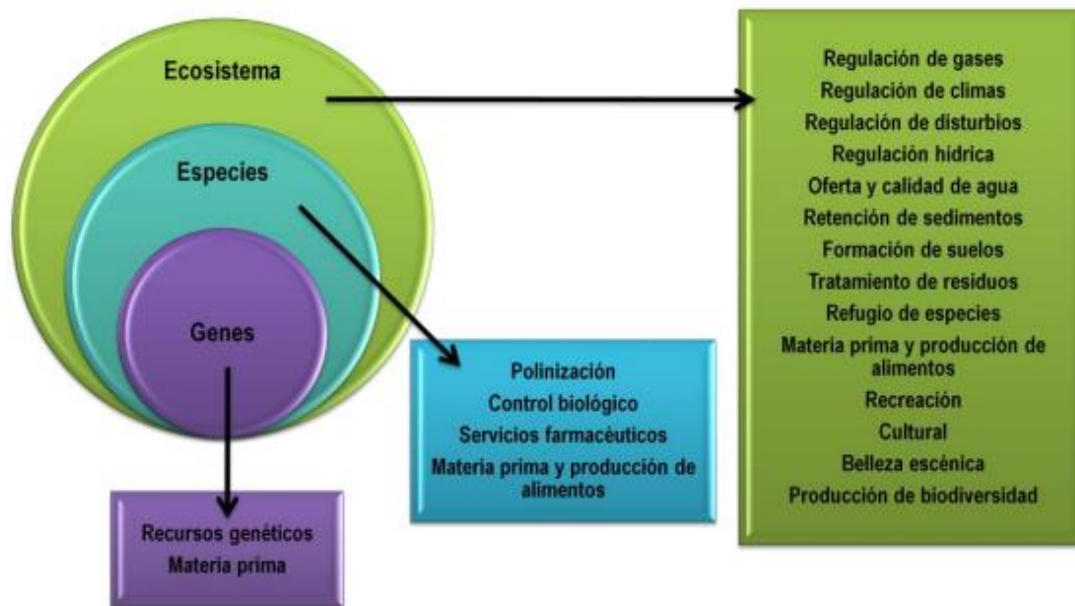 Ecosistema
Especies
Genes
Regulación de gases
Regulación de climas
Regulación de disturbios
Regulación hídrica
Oferta y calidad de agua
Retención de sedimentos
Formación de suelos
Tratamiento de residuos
Refugio de especies
Materia prima y producción de
alimentos
Recreación
Cultural
Belleza escénica
Producción de biodiversidad
Polinización
Control biológico
Servicios farmacéuticos
Materia prima y producción de
alimentos
Recursos genéticos
Materia prima